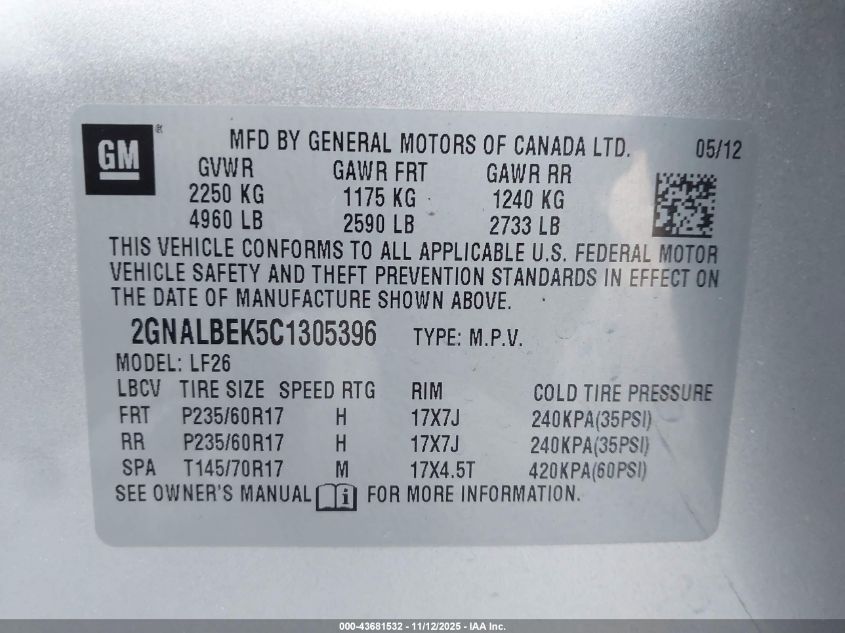 GM ®
MFD BY GENERAL MOTORS OF CANADA LTD. 05/12
GVWR GAWR FRT GAWR RR
2250 KG 1175 KG 1240 KG
4960 LB 2590 LB 2733 LB
THIS VEHICLE CONFORMS TO ALL APPLICABLE U.S. FEDERAL MOTOR
VEHICLE SAFETY AND THEFT PREVENTION STANDARDS IN EFFECT ON
THE DATE OF MANUFACTURE SHOWN ABOVE.
2GNALBEK5C1305396 TYPE: M.P.V.
MODEL: LF26
LBCV TIRE SIZE SPEED RTG RIM COLD TIRE PRESSURE
FRT P235/60R17 H 17X7J 240KPA(35PSI)
RR P235/60R17 H 17X7J 240KPA(35PSI)
SPA T145/70R17 M 17X4.5T 420KPA(60PSI)
SEE OWNER'S MANUAL i FOR MORE INFORMATION.
000-43681532 - 11/12/2025 - IAA Inc.